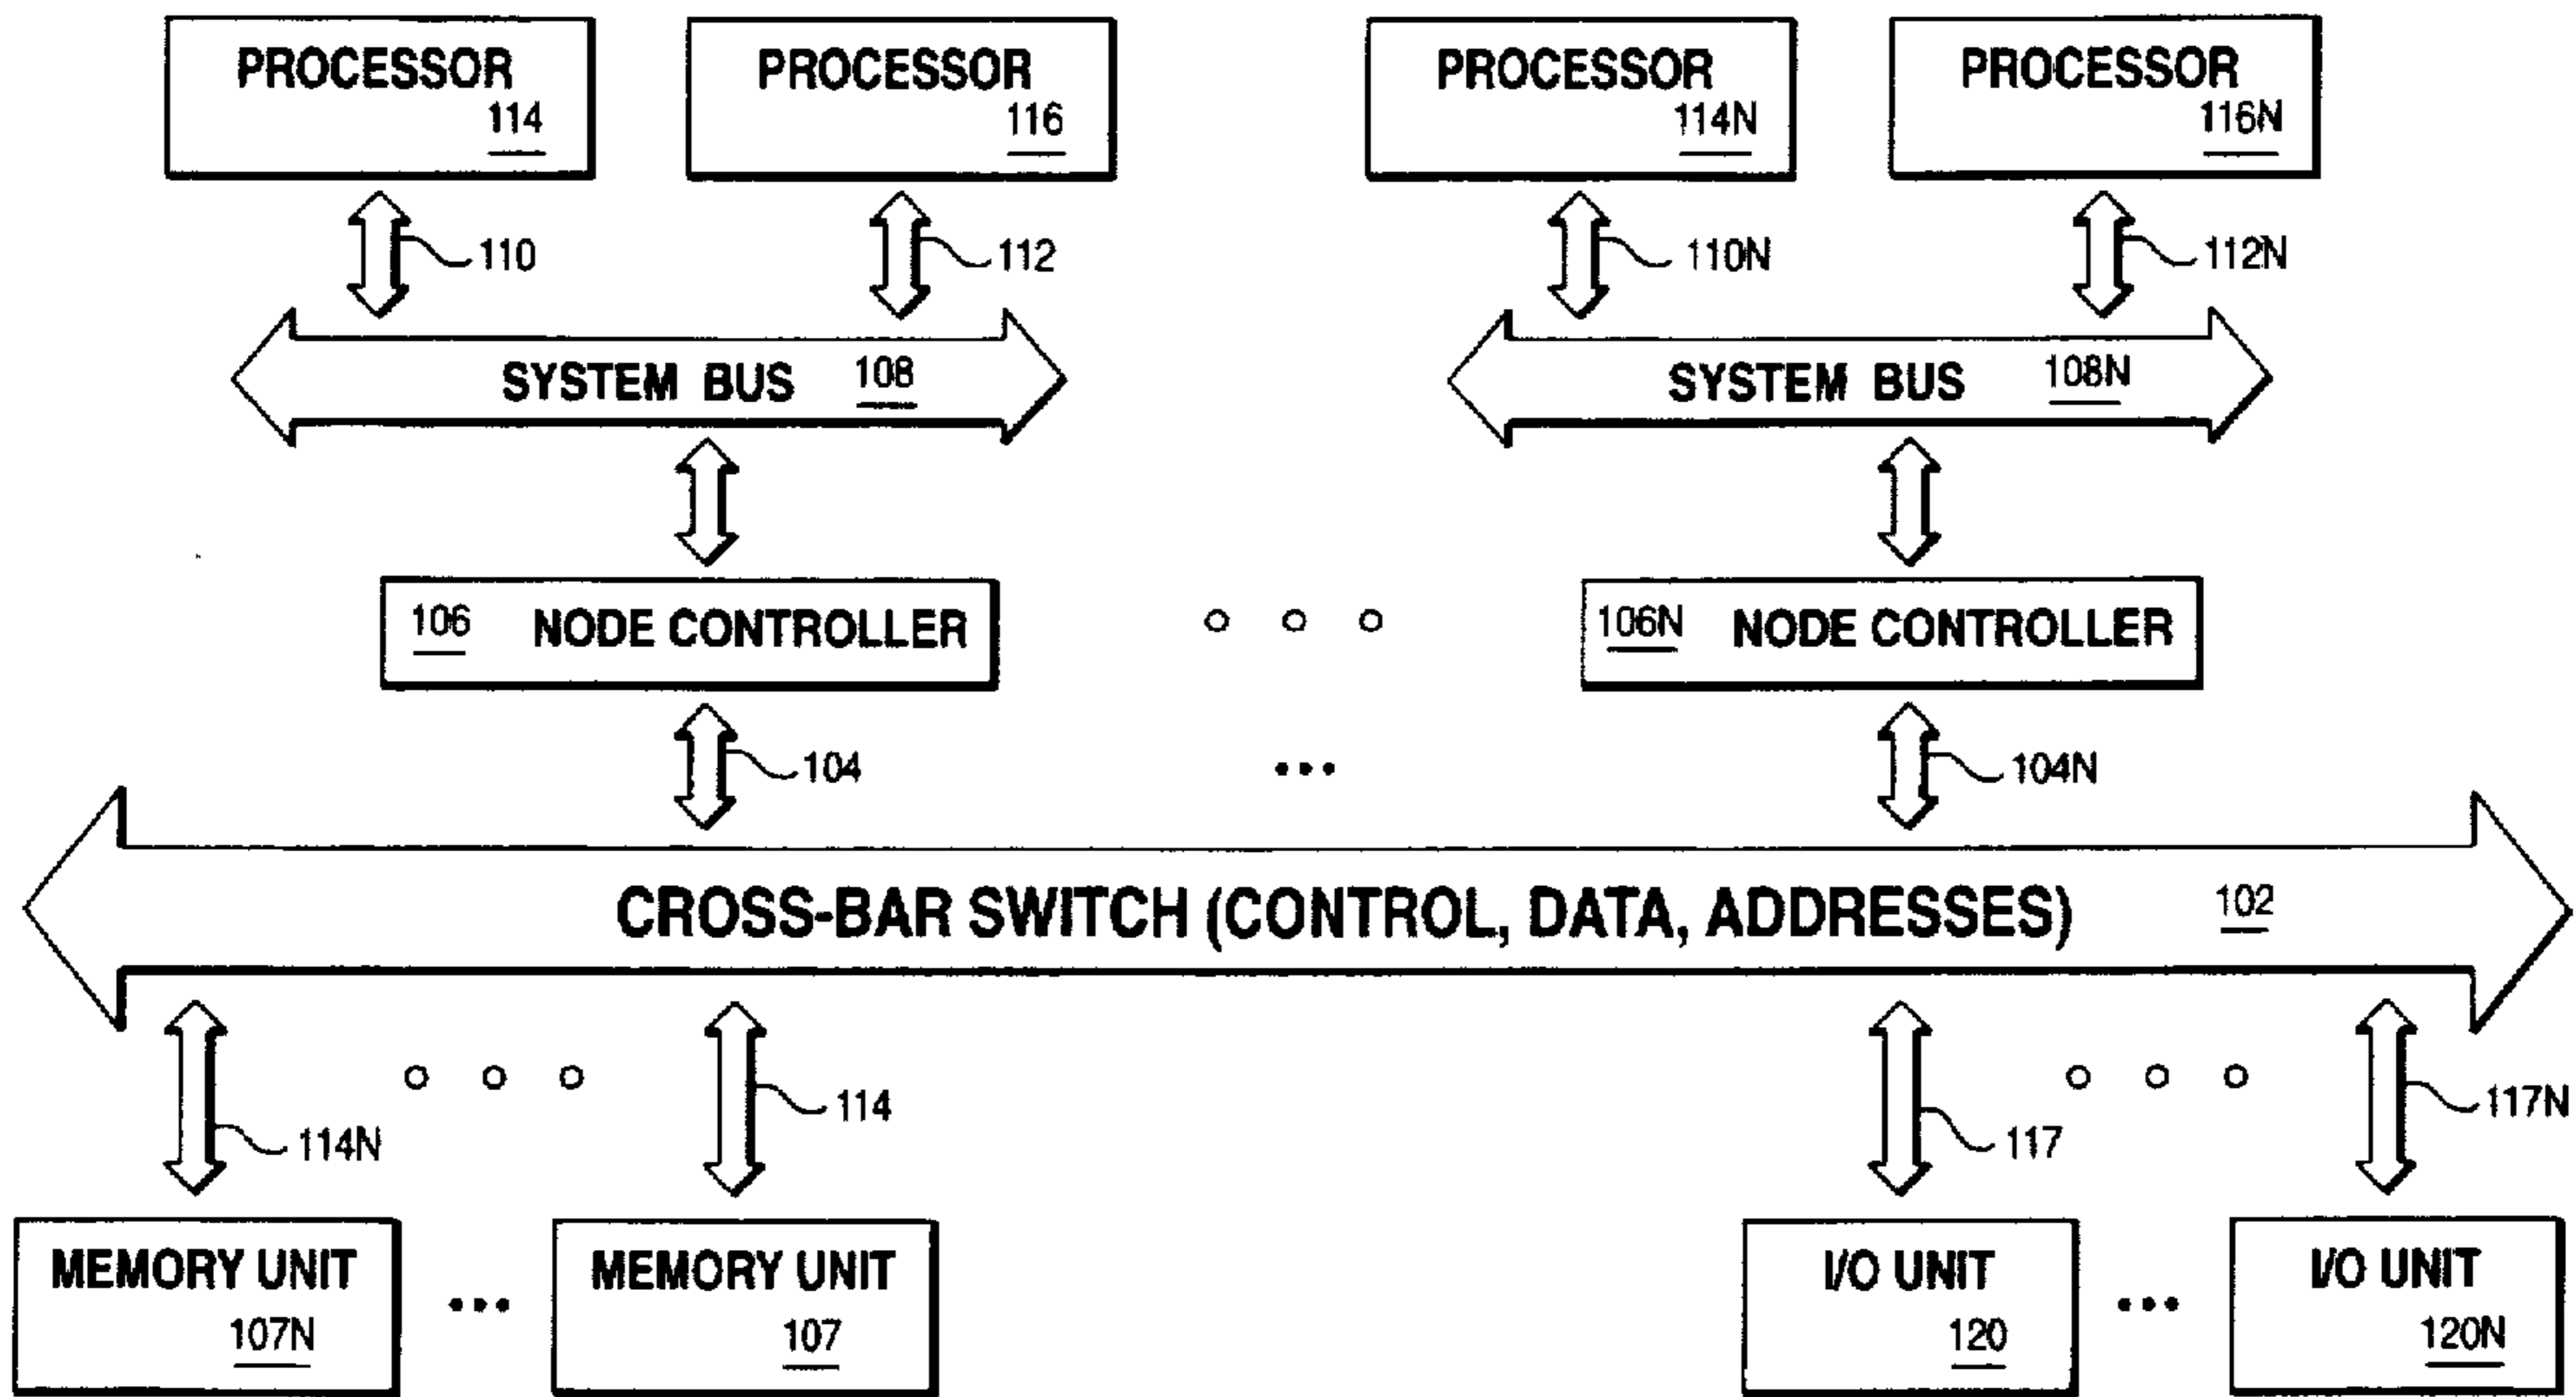 PROCESSOR
114
PROCESSOR
116
PROCESSOR
114N
PROCESSOR
116N
110
112
110N
112N
SYSTEM BUS 108
SYSTEM BUS 108N
106 NODE CONTROLLER
106N NODE CONTROLLER
104
104N
CROSS-BAR SWITCH (CONTROL, DATA, ADDRESSES) 102
114N
114
117
117N
MEMORY UNIT
107N
MEMORY UNIT
107
I/O UNIT
120
I/O UNIT
120N